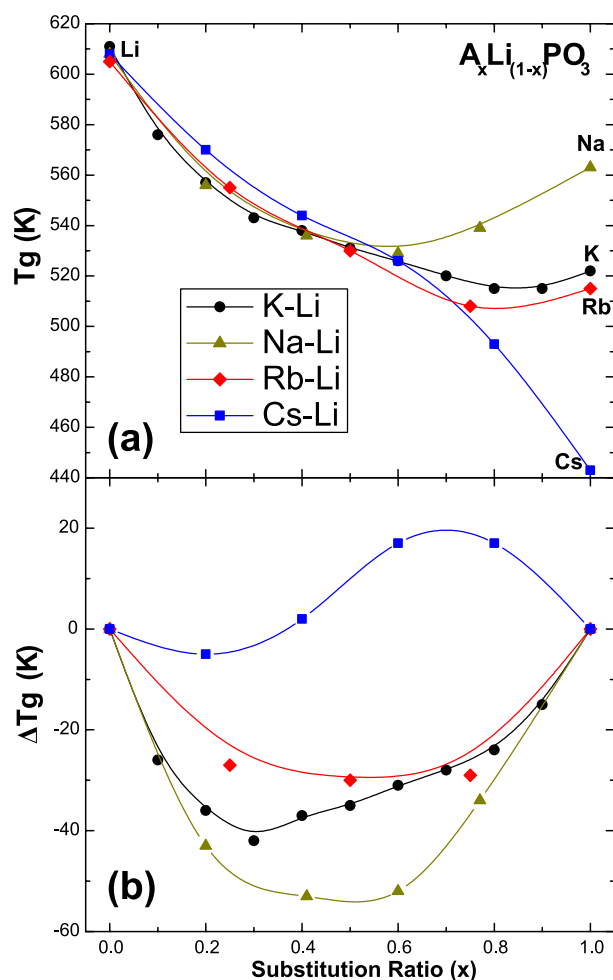 620
600
580
560
540
520
500
480
460
440
Tg (K)
Li
AxLi(1-x)PO3
Na
K
Rb
Cs
K-Li
Na-Li
Rb-Li
Cs-Li
(a)
20
0
-20
-40
-60
ΔTg (K)
(b)
0.0 0.2 0.4 0.6 0.8 1.0
Substitution Ratio (x)